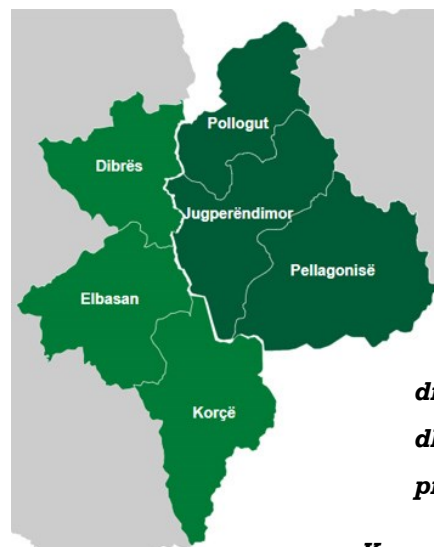 Pollogut
Dibrës
Jugperëndimor
Pellagonisë
Elbasan
Korçë